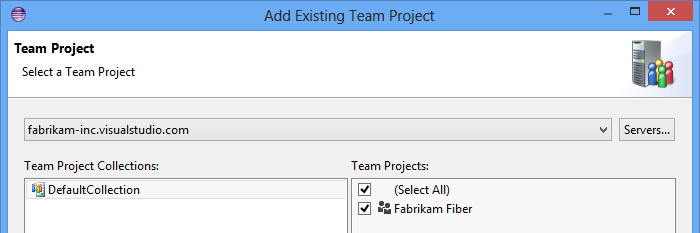 Add Existing Team Project
Team Project
Select a Team Project
fabrikam-inc.visualstudio.com
Servers...
Team Project Collections:
DefaultCollection
Team Projects:
(Select All)
Fabrikam Fiber